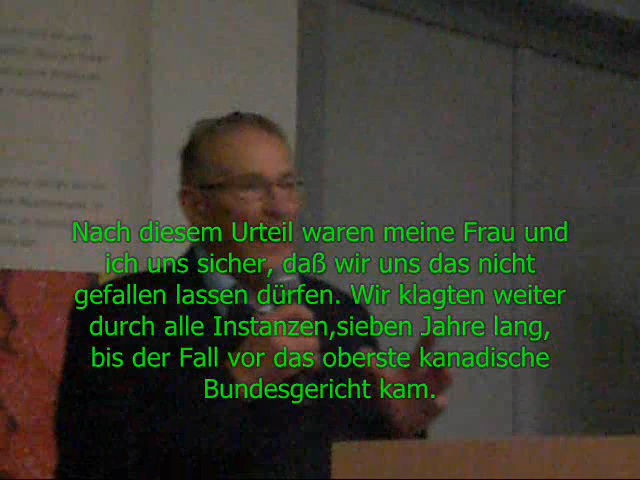 Nach diesem Urteil waren meine Frau und
ich uns sicher, daß wir uns das nicht
gefallen lassen dürfen. Wir klagten weiter
durch alle Instanzen,sieben Jahre lang,
bis der Fall vor das oberste kanadische
Bundesgericht kam.